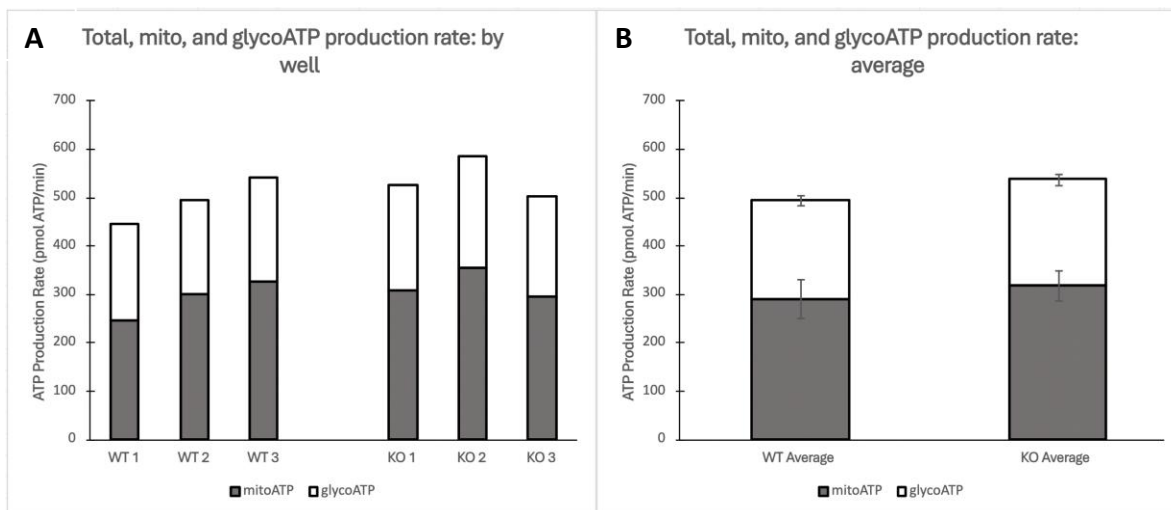 A
Total, mito, and glycoATP production rate: by
well
ATP Production Rate (pmol ATP/min)
700
600
500
400
300
200
100
0
WT 1 WT 2 WT 3 KO 1 KO 2 KO 3
mitoATP glycoATP
B
Total, mito, and glycoATP production rate:
average
ATP Production Rate (pmol ATP/min)
700
600
500
400
300
200
100
0
WT Average KO Average
mitoATP glycoATP